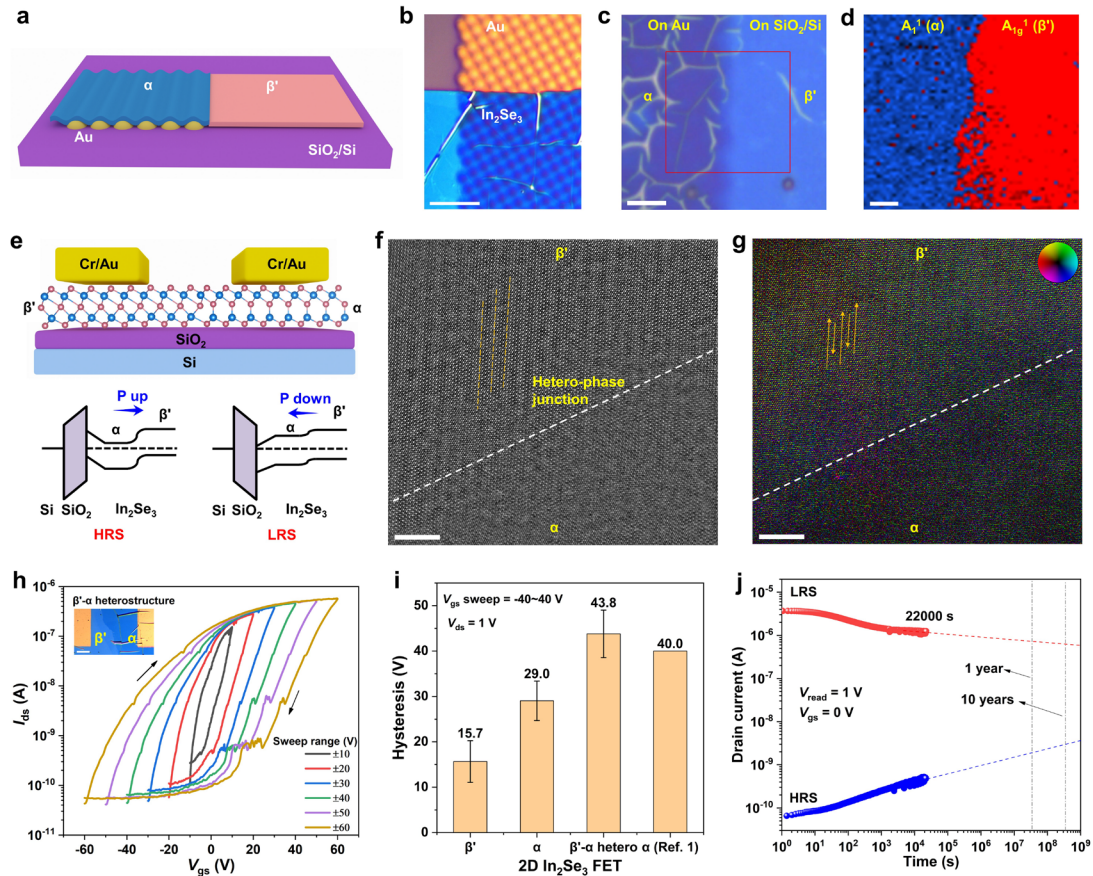 a
α
β'
Au
SiO₂/Si
b
Au
In₂Se₃
c
On Au
On SiO₂/Si
α
β'
d
A₁¹ (α)
A₁g¹ (β')
e
Cr/Au
Cr/Au
β'
α
SiO₂
Si
P up
β'
α
Si SiO₂ In₂Se₃
HRS
P down
β'
α
Si SiO₂ In₂Se₃
LRS
f
β'
Hetero-phase
junction
α
g
β'
α
h
β'-α heterostructure
β'
α
Sweep range (V)
±10
±20
±30
±40
±50
±60
I_ds (A)
10⁻⁶
10⁻⁷
10⁻⁸
10⁻⁹
10⁻¹⁰
10⁻¹¹
-60 -40 -20 0 20 40 60
V_gs (V)
i
V_gs sweep = -40~40 V
V_ds = 1 V
15.7
29.0
43.8
40.0
Hysteresis (V)
60
50
40
30
20
10
0
β' α β'-α hetero α (Ref. 1)
2D In₂Se₃ FET
j
LRS
22000 s
1 year
10 years
V_read = 1 V
V_gs = 0 V
HRS
Drain current (A)
10⁻⁵
10⁻⁶
10⁻⁷
10⁻⁸
10⁻⁹
10⁻¹⁰
10⁰ 10¹ 10² 10³ 10⁴ 10⁵ 10⁶ 10⁷ 10⁸ 10⁹
Time (s)